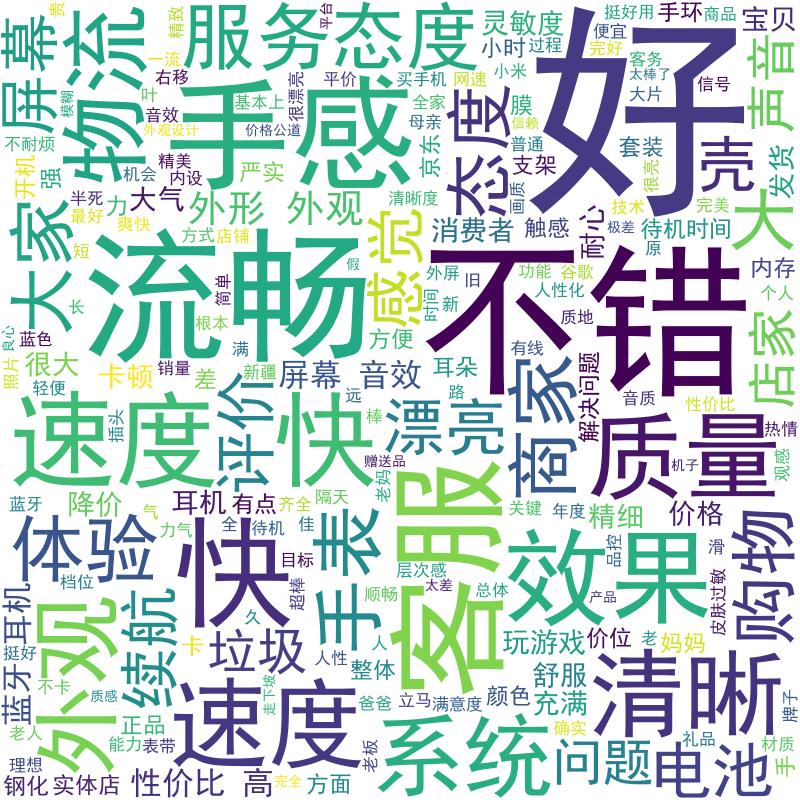 好
不错
流畅
手感
客服
物流
服务态度
屏幕
态度
壳
声音
大家
外形 外观
感觉
大气
灵敏度
小时
过程
便宜
完好
客务
小米
太棒了
挺好用
手环
商品
宝贝
信号
大片
平台
精致
贵
一流
右移
平价
很漂亮
买手机
网速
叶
模糊
音效
基本上
全家
膜
外观设计
价格公道
母亲
信赖
普通
套装
不耐烦
精美
严实
京东
支架
很亮
发货
开机
强
机会
内设
半死
最好
力
爽快
清晰度
画质
技术
完美
大
方式
店铺
消费者
触感
耐心
极差
待机时间
原
短
简单
假
外屏
旧
功能
谷歌
内存
时间
新
人性化
个人
质地
店家
长
根本
方便
良心
蓝色
满
有线
照片
很大
卡顿
销量
差
新疆
屏幕
音效
耳朵
路
商家
解决问题
音质
性价比
轻便
评价
远
速度
快
棒
漂亮
质量
热情
插头
赠送品
老妈
机子
观感
蓝牙
降价
气
耳机
有点
齐全
隔天
关键
年度
精细
价格
力气
全
待机
佳
体验
快
目标
手表
层次感
太差
效果
品控
滑
购物
档位
超棒
顺畅
总体
产品
皮肤过敏
蓝牙耳机
外观
续航
久
卡
垃圾
人
玩游戏
价位
老
妈妈
挺好
不卡
人性
整体
舒服
清晰
质感
走下坡
爸爸
立马
满意度
颜色
充满
牌子
老人
正品
速度
系统
确实
礼品
理想
能力
表带
老板
问题
电池
材质
手
钢化
实体店
性价比
高
完全
方面